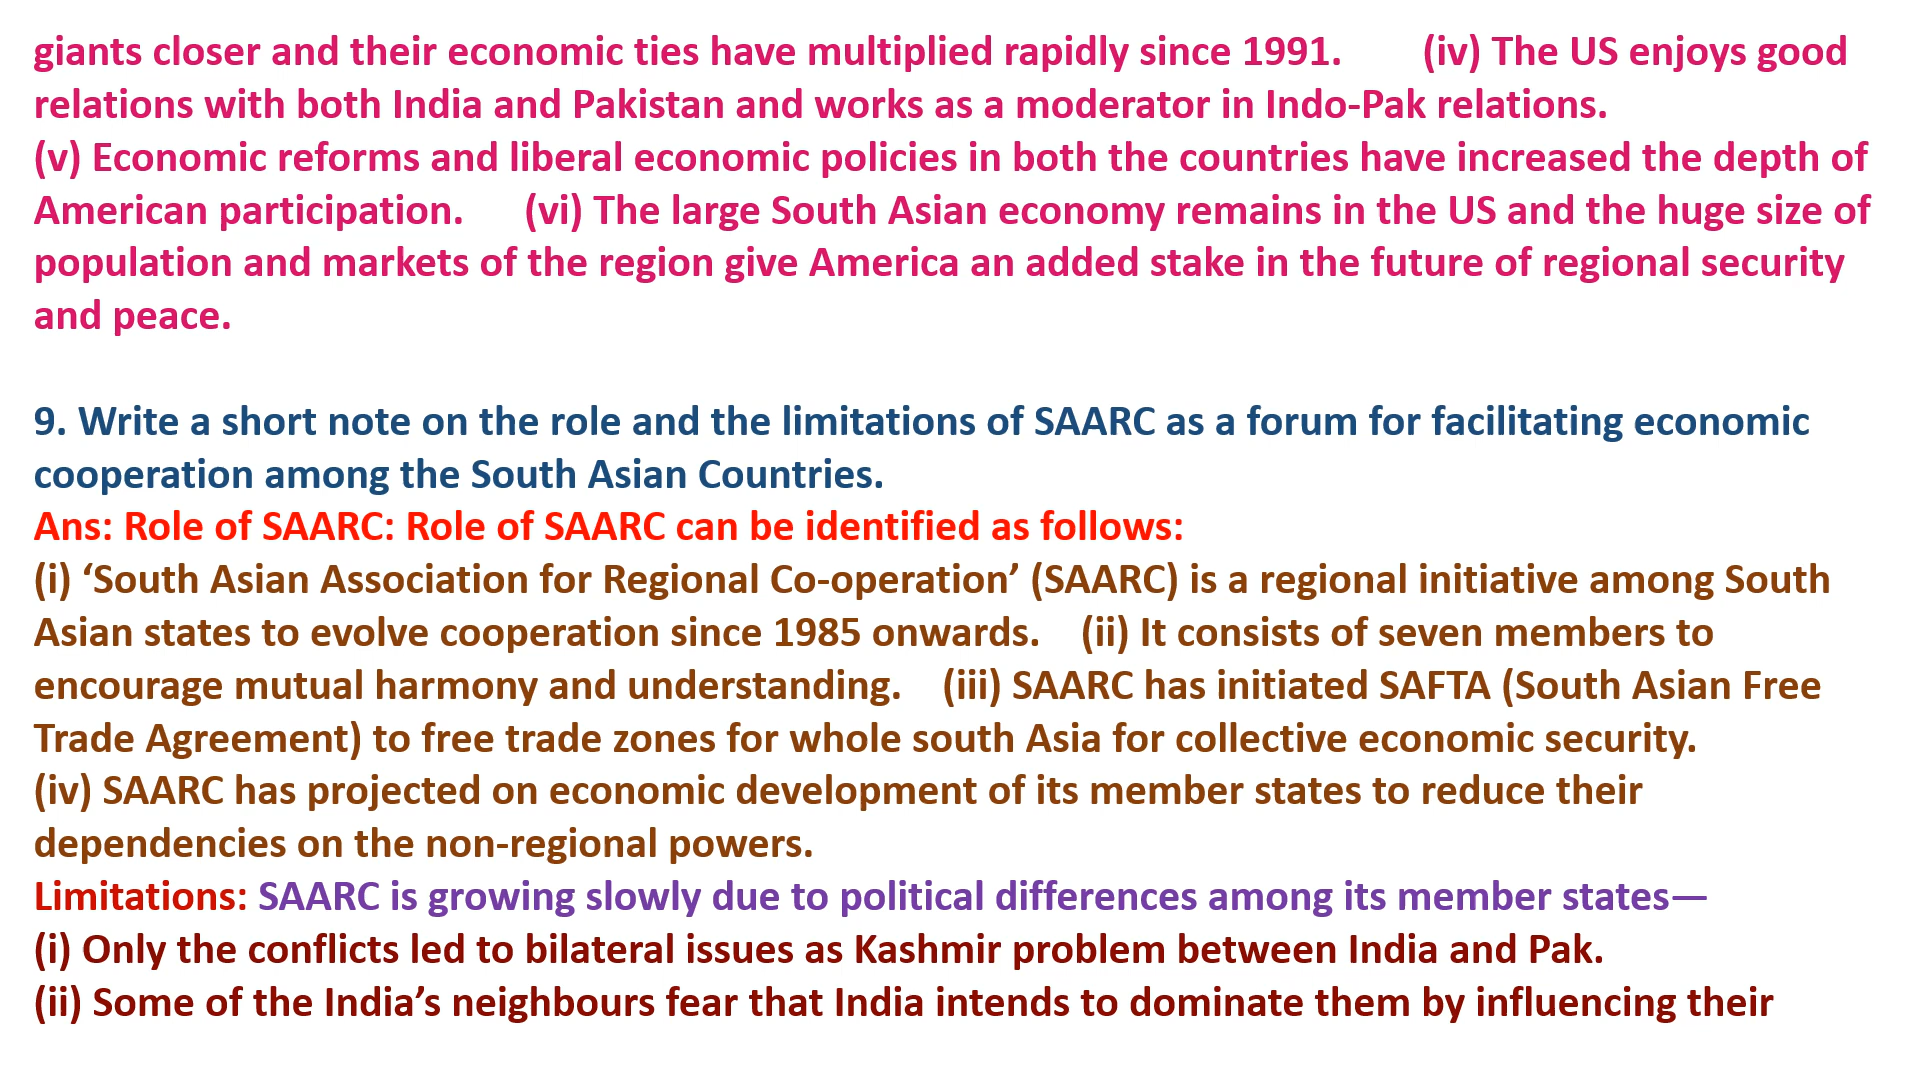 giants closer and their economic ties have multiplied rapidly since 1991. (iv) The US enjoys good
relations with both India and Pakistan and works as a moderator in Indo-Pak relations.
(v) Economic reforms and liberal economic policies in both the countries have increased the depth of
American participation. (vi) The large South Asian economy remains in the US and the huge size of
population and markets of the region give America an added stake in the future of regional security
and peace.
9. Write a short note on the role and the limitations of SAARC as a forum for facilitating economic
cooperation among the South Asian Countries.
Ans: Role of SAARC: Role of SAARC can be identified as follows:
(i) ‘South Asian Association for Regional Co-operation’ (SAARC) is a regional initiative among South
Asian states to evolve cooperation since 1985 onwards. (ii) It consists of seven members to
encourage mutual harmony and understanding. (iii) SAARC has initiated SAFTA (South Asian Free
Trade Agreement) to free trade zones for whole south Asia for collective economic security.
(iv) SAARC has projected on economic development of its member states to reduce their
dependencies on the non-regional powers.
Limitations: SAARC is growing slowly due to political differences among its member states—
(i) Only the conflicts led to bilateral issues as Kashmir problem between India and Pak.
(ii) Some of the India’s neighbours fear that India intends to dominate them by influencing their